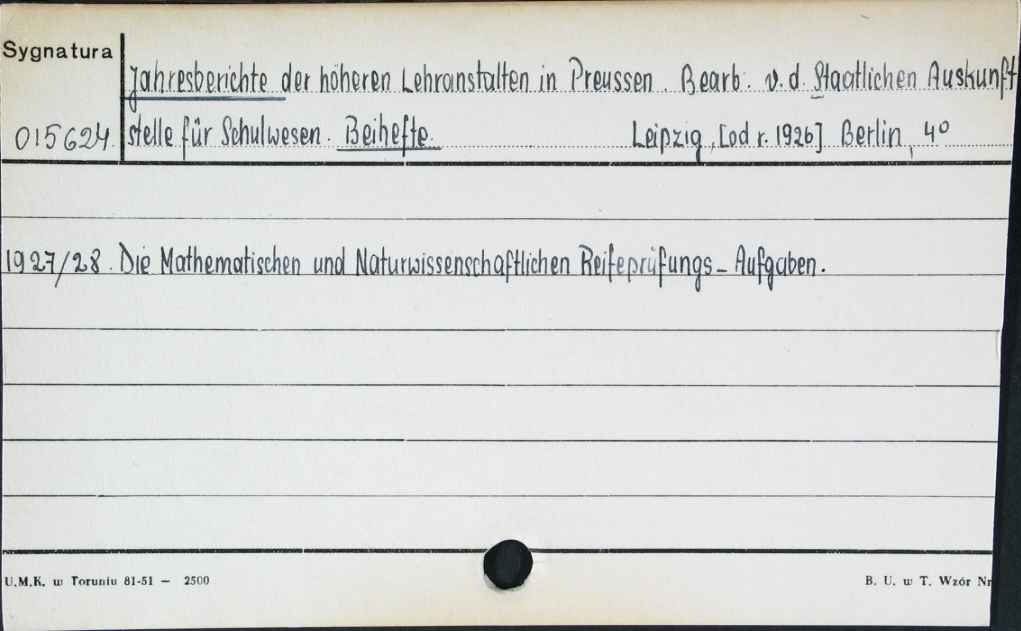 Sygnatura
Jahresberichte der höheren Lehranstalten in Preussen. Bearb. v. d. Staatlichen Auskunft
015624 stelle für Schulwesen. Beihefte. Leipzig, [od r. 1926] Berlin, 4°
1927/28. Die Mathematischen und Naturwissenschaftlichen Reifeprüfungs-Aufgaben.
U.M.K. w Toruniu 81-51 — 2500 B. U. w T. Wzór Nr